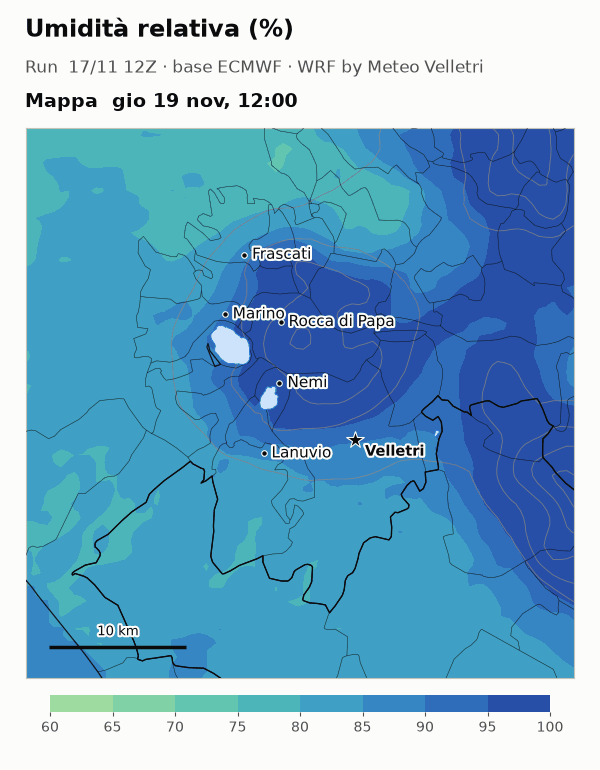 Umidità relativa (%)
Run  17/11 12Z · base ECMWF · WRF by Meteo Velletri
Mappa  gio 19 nov, 12:00
Frascati
Marino
Rocca di Papa
Nemi
Velletri
Lanuvio
10 km
60 65 70 75 80 85 90 95 100